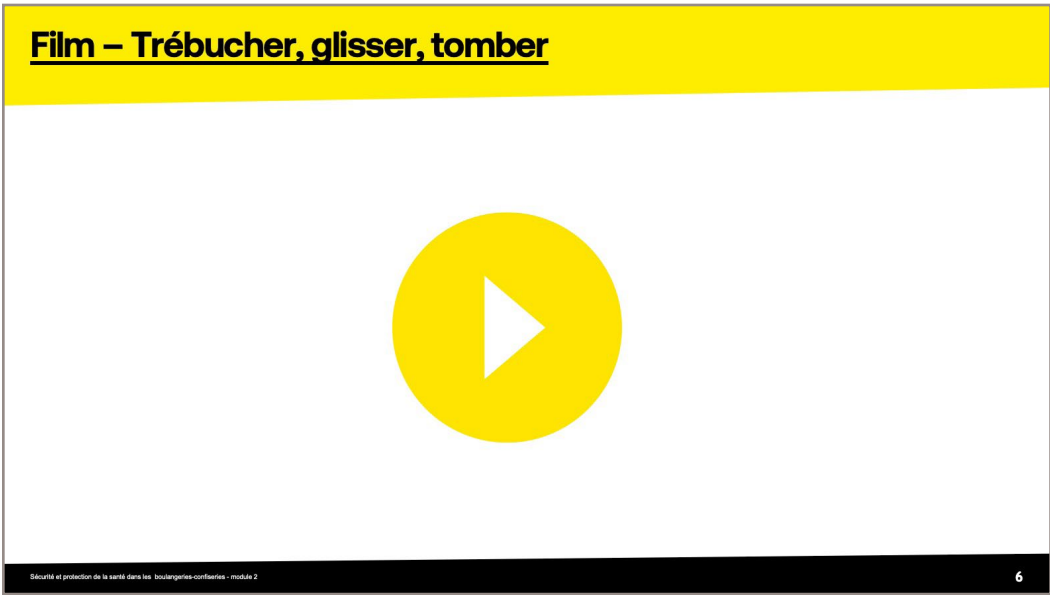 Film – Trébucher, glisser, tomber
Sécurité et protection de la santé dans les boulangeries-confiseries - module 2
6